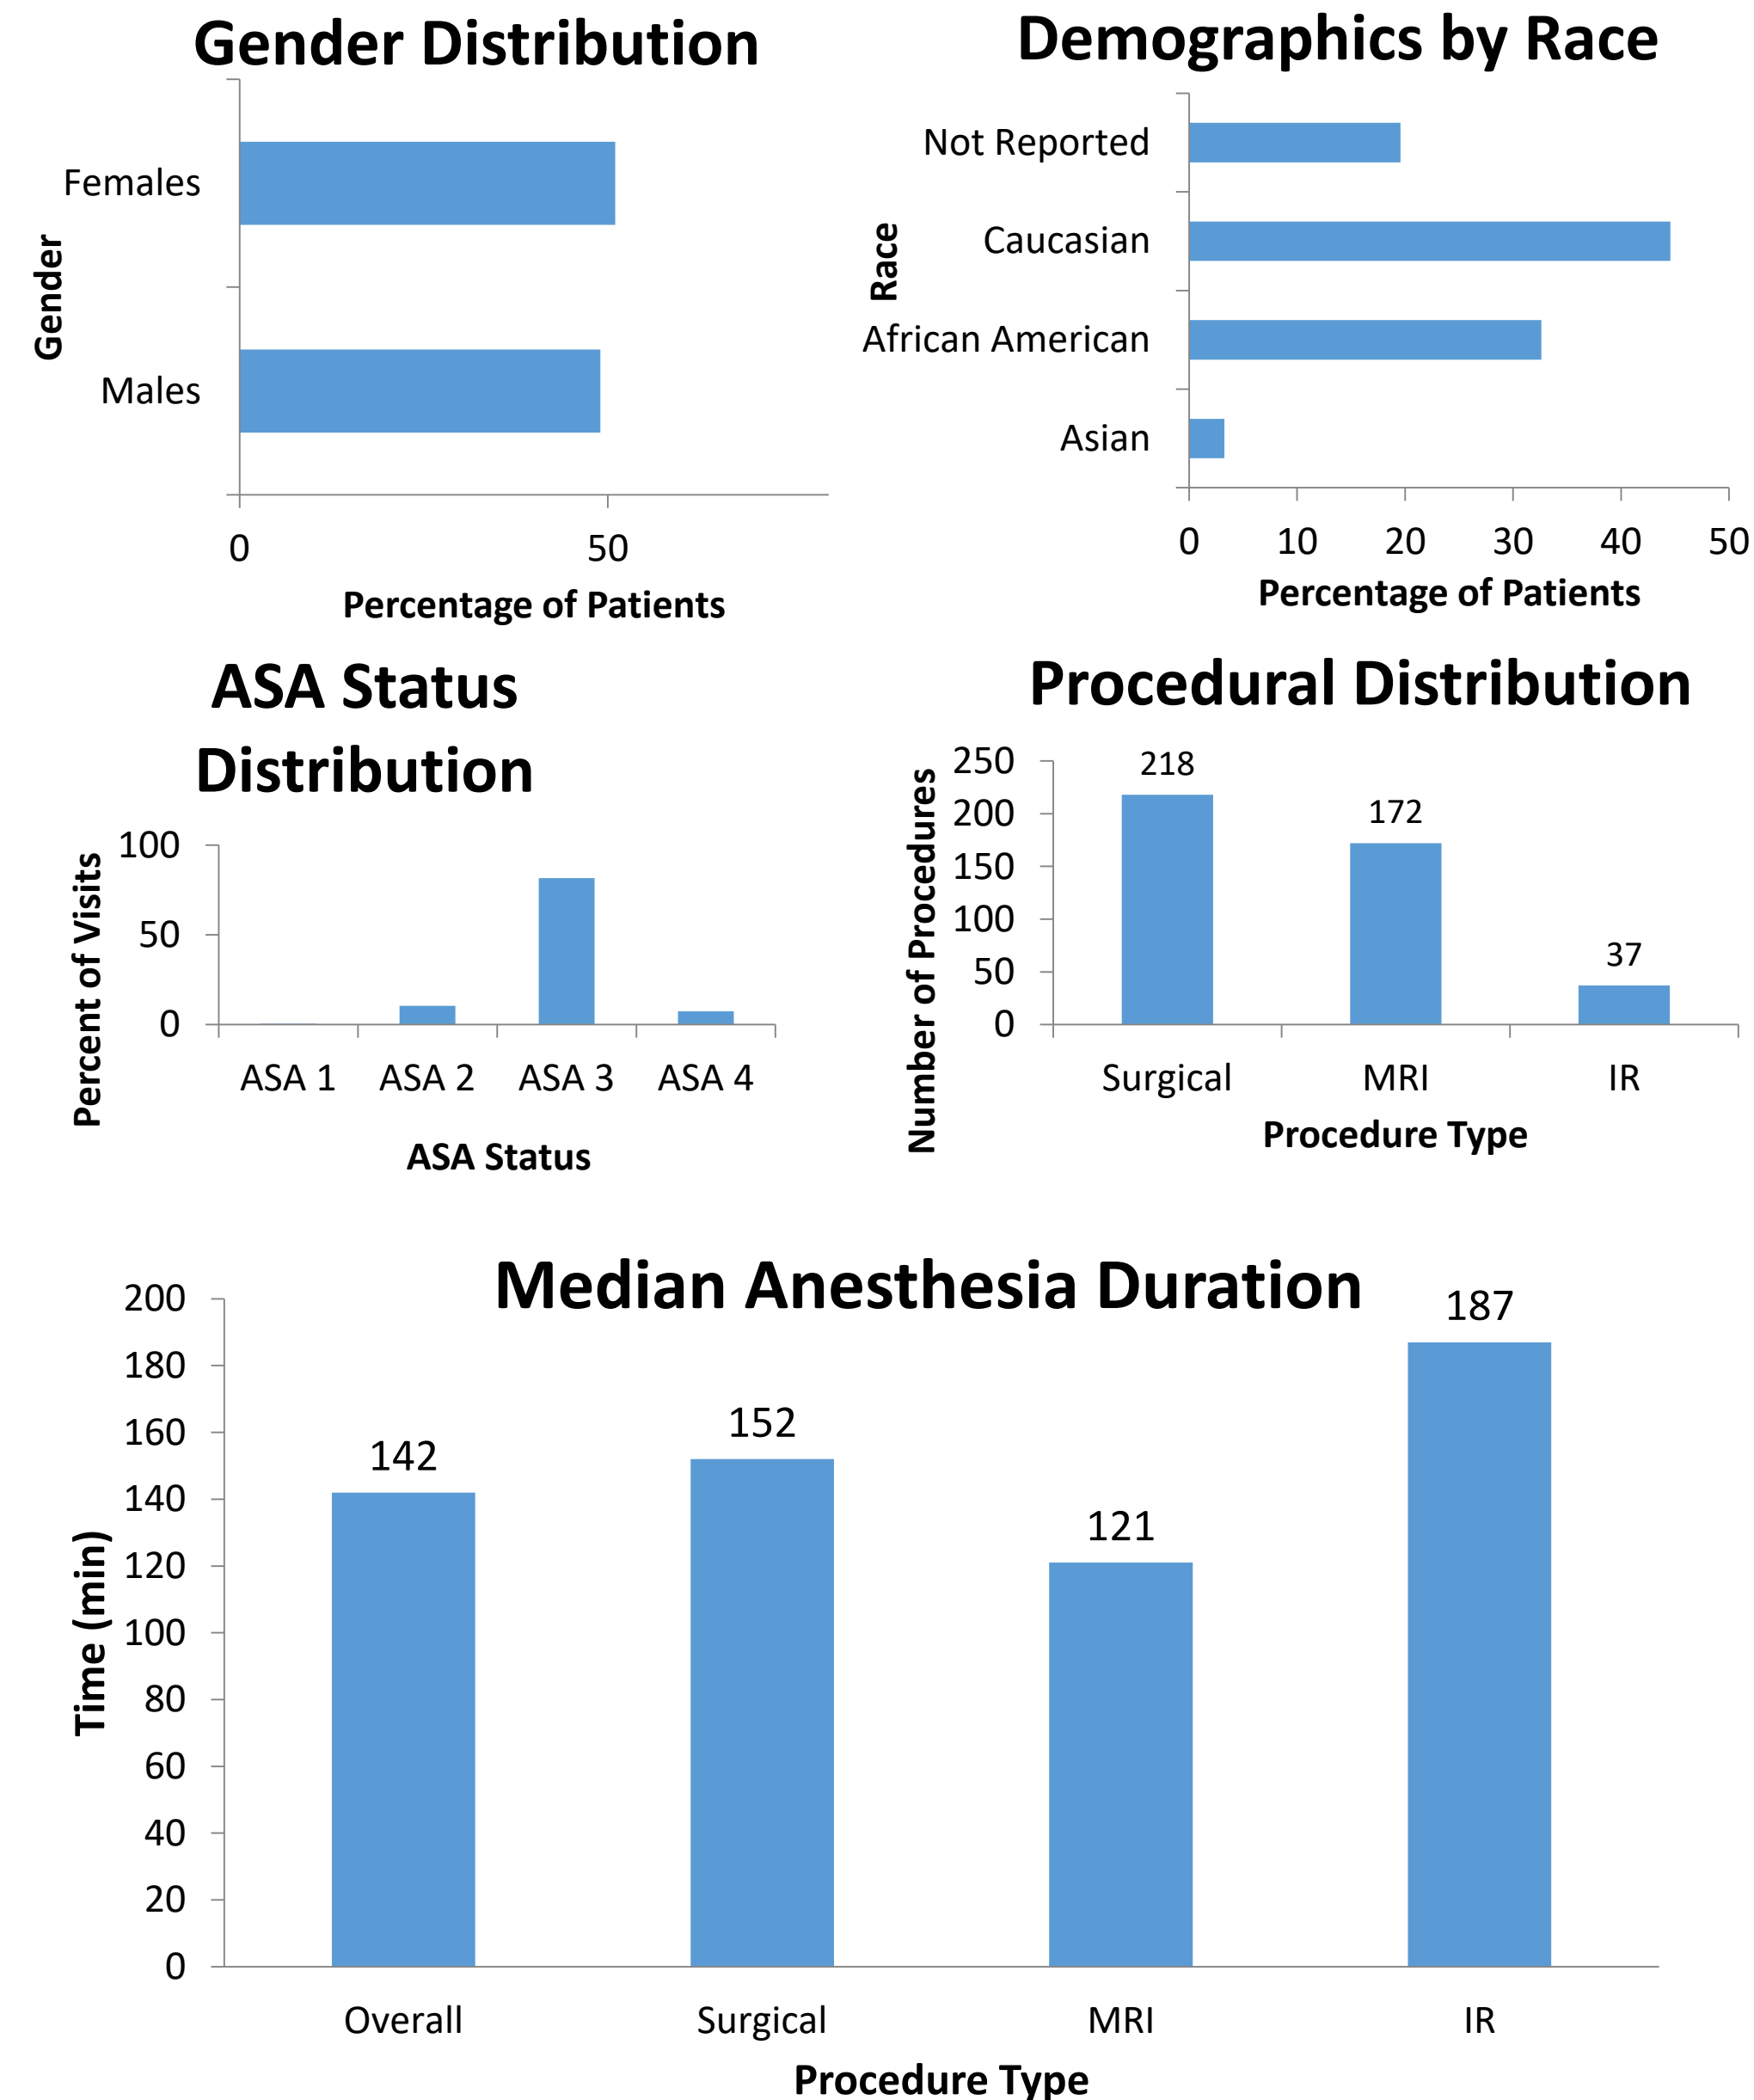 Gender Distribution
Females
Males
Gender
0
50
Percentage of Patients
Demographics by Race
Not Reported
Caucasian
African American
Asian
Race
0 10 20 30 40 50
Percentage of Patients
ASA Status
Distribution
100
50
0
Percent of Visits
ASA 1 ASA 2 ASA 3 ASA 4
ASA Status
Procedural Distribution
250
200
150
100
50
0
Number of Procedures
218
172
37
Surgical MRI IR
Procedure Type
Median Anesthesia Duration
200
180
160
140
120
100
80
60
40
20
0
Time (min)
142
152
121
187
Overall Surgical MRI IR
Procedure Type